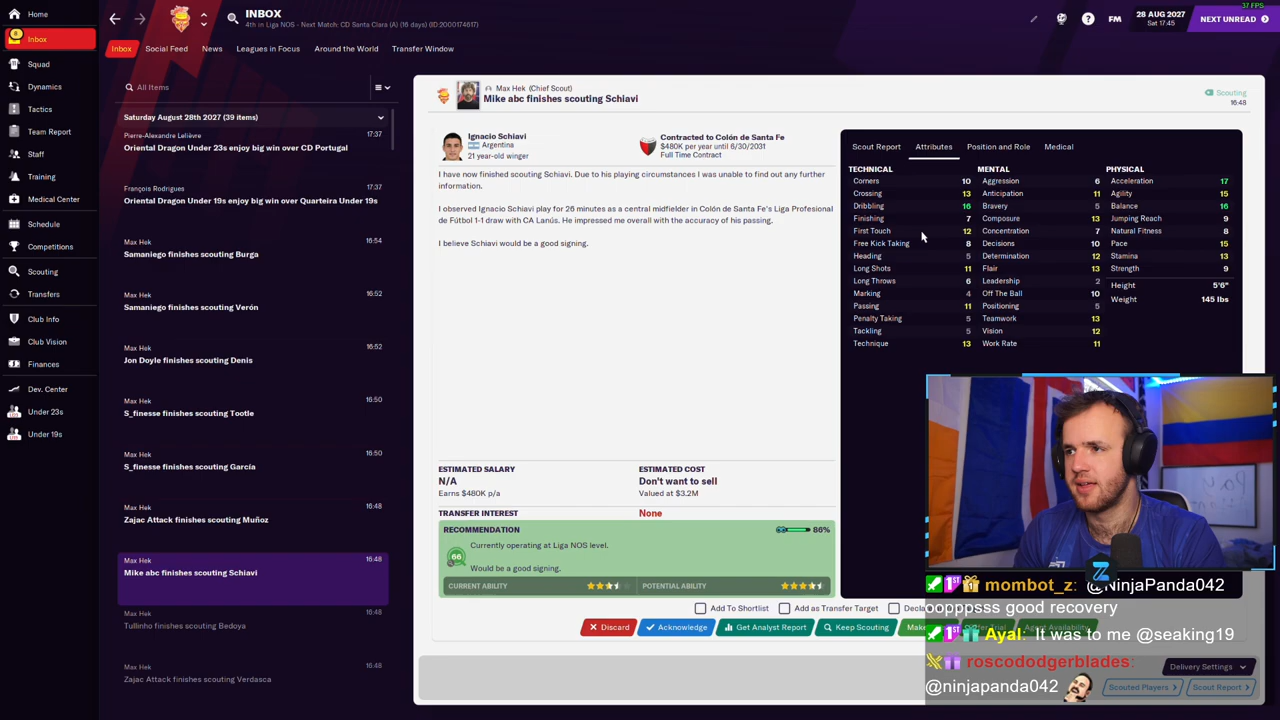 37 FPS
Home
INBOX
4th in Liga NOS - Next Match: CD Santa Clara (A) (16 days) (ID:2000174617)
FM
28 AUG 2027
Sat 17:45
NEXT UNREAD
8
Inbox
Inbox
Social Feed
News
Leagues in Focus
Around the World
Transfer Window
Squad
Dynamics
Tactics
Team Report
Staff
Training
Medical Center
Schedule
Competitions
Scouting
Transfers
Club Info
Club Vision
Finances
Dev. Center
Under 23s
Under 19s
All Items
Saturday August 28th 2027 (39 items)
Pierre-Alexandre Lelièvre
17:37
Oriental Dragon Under 23s enjoy big win over CD Portugal
François Rodrigues
17:37
Oriental Dragon Under 19s enjoy big win over Quarteira Under 19s
Max Hek
16:54
Samaniego finishes scouting Burga
Max Hek
16:52
Samaniego finishes scouting Verón
Max Hek
16:52
Jon Doyle finishes scouting Denis
Max Hek
16:50
S_finesse finishes scouting Tootle
Max Hek
16:50
S_finesse finishes scouting García
Max Hek
16:48
Zajac Attack finishes scouting Muñoz
Max Hek
16:48
Mike abc finishes scouting Schiavi
Max Hek
16:48
Tullinho finishes scouting Bedoya
Max Hek
16:48
Zajac Attack finishes scouting Verdasca
Max Hek (Chief Scout)
Mike abc finishes scouting Schiavi
Scouting
16:48
Ignacio Schiavi
Argentina
21 year-old winger
Contracted to Colón de Santa Fe
$480K per year until 6/30/2031
Full Time Contract
I have now finished scouting Schiavi. Due to his playing circumstances I was unable to find out any further
information.
I observed Ignacio Schiavi play for 26 minutes as a central midfielder in Colón de Santa Fe's Liga Profesional
de Fútbol 1-1 draw with CA Lanús. He impressed me overall with the accuracy of his passing.
I believe Schiavi would be a good signing.
ESTIMATED SALARY
N/A
Earns $480K p/a
ESTIMATED COST
Don't want to sell
Valued at $3.2M
TRANSFER INTEREST
None
RECOMMENDATION
86%
66
Currently operating at Liga NOS level.
Would be a good signing.
CURRENT ABILITY
POTENTIAL ABILITY
Scout Report
Attributes
Position and Role
Medical
TECHNICAL
Corners 10
Crossing 13
Dribbling 16
Finishing 7
First Touch 12
Free Kick Taking 8
Heading 5
Long Shots 11
Long Throws 6
Marking 4
Passing 11
Penalty Taking 5
Tackling 5
Technique 13
MENTAL
Aggression 6
Anticipation 11
Bravery 5
Composure 13
Concentration 7
Decisions 10
Determination 12
Flair 13
Leadership 2
Off The Ball 10
Positioning 5
Teamwork 13
Vision 12
Work Rate 11
PHYSICAL
Acceleration 17
Agility 15
Balance 16
Jumping Reach 9
Natural Fitness 8
Pace 15
Stamina 13
Strength 9
Height 5'6"
Weight 145 lbs
Add To Shortlist
Add as Transfer Target
Discard
Acknowledge
Get Analyst Report
Keep Scouting
Delivery Settings
Scouted Players
Scout Report
mombot_z: @NinjaPanda042
oopppsss good recovery
Ayal: It was to me @seaking19
roscododgerblades:
@ninjapanda042